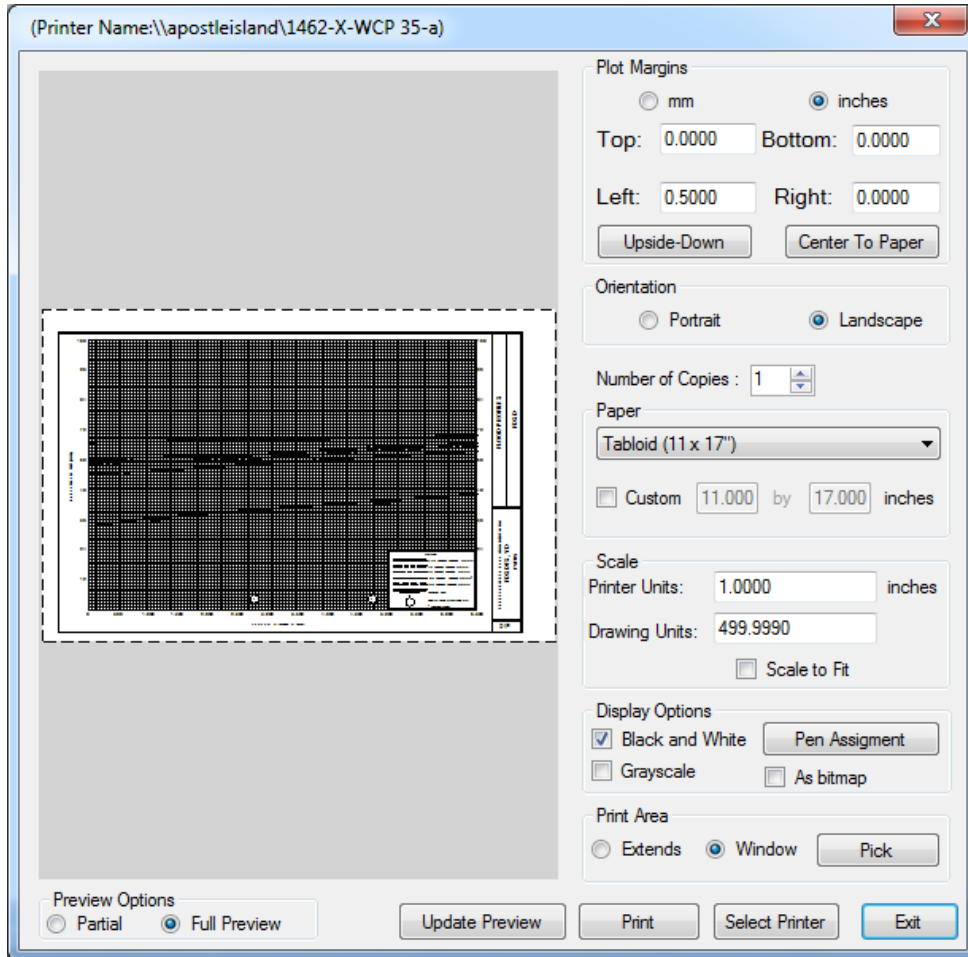 (Printer Name:\\apostleisland\1462-X-WCP 35-a)
Plot Margins
mm inches
Top: 0.0000 Bottom: 0.0000
Left: 0.5000 Right: 0.0000
Upside-Down Center To Paper
Orientation
Portrait Landscape
Number of Copies : 1
Paper
Tabloid (11 x 17")
Custom 11.000 by 17.000 inches
Scale
Printer Units: 1.0000 inches
Drawing Units: 499.9990
Scale to Fit
Display Options
Black and White Pen Assigment
Grayscale As bitmap
Print Area
Extends Window Pick
Preview Options
Partial Full Preview
Update Preview Print Select Printer Exit
FLOOD PROFILES